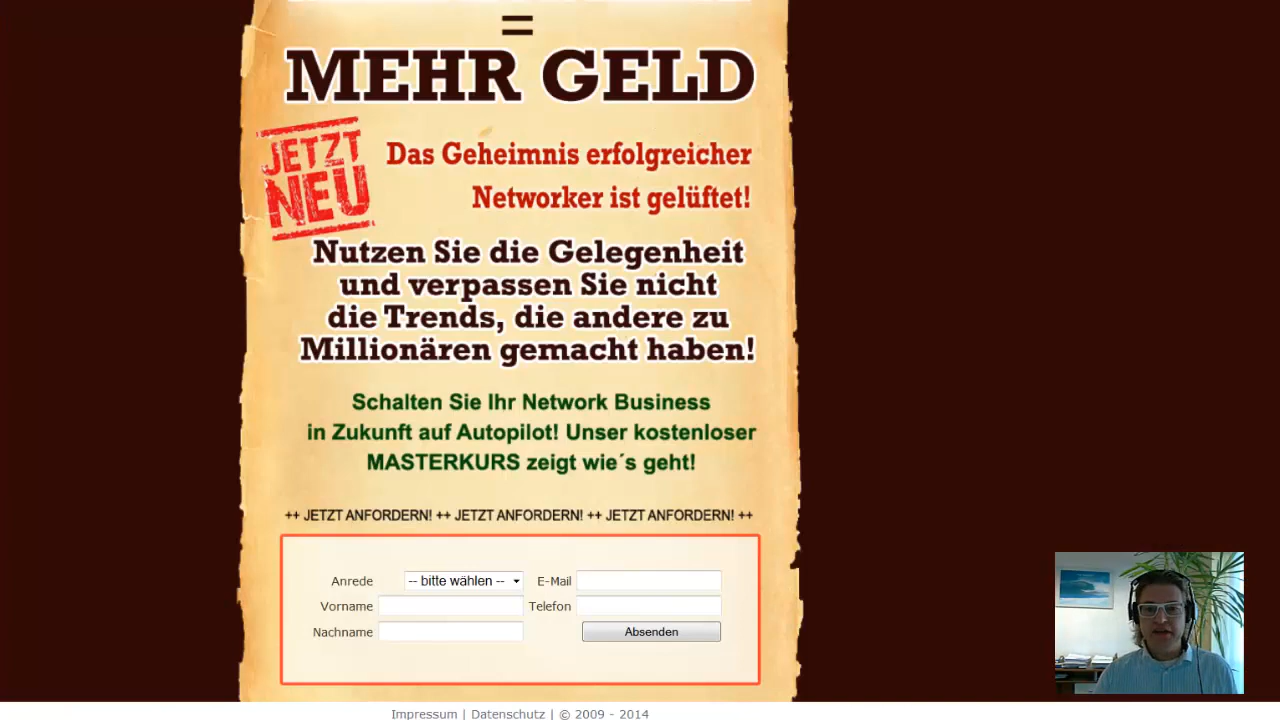 =
MEHR GELD
JETZT
NEU
Das Geheimnis erfolgreicher
Networker ist gelüftet!
Nutzen Sie die Gelegenheit
und verpassen Sie nicht
die Trends, die andere zu
Millionären gemacht haben!
Schalten Sie Ihr Network Business
in Zukunft auf Autopilot! Unser kostenloser
MASTERKURS zeigt wie´s geht!
++ JETZT ANFORDERN! ++ JETZT ANFORDERN! ++ JETZT ANFORDERN! ++
Anrede -- bitte wählen -- E-Mail
Vorname Telefon
Nachname Absenden
Impressum | Datenschutz | © 2009 - 2014